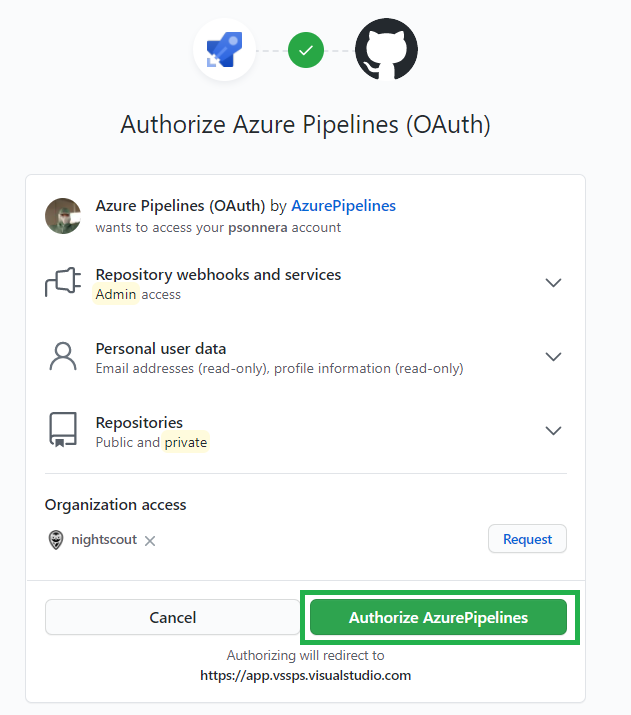 Authorize Azure Pipelines (OAuth)
Azure Pipelines (OAuth) by AzurePipelines
wants to access your psonnera account
Repository webhooks and services
Admin access
Personal user data
Email addresses (read-only), profile information (read-only)
Repositories
Public and private
Organization access
nightscout
Request
Cancel
Authorize AzurePipelines
Authorizing will redirect to
https://app.vssps.visualstudio.com